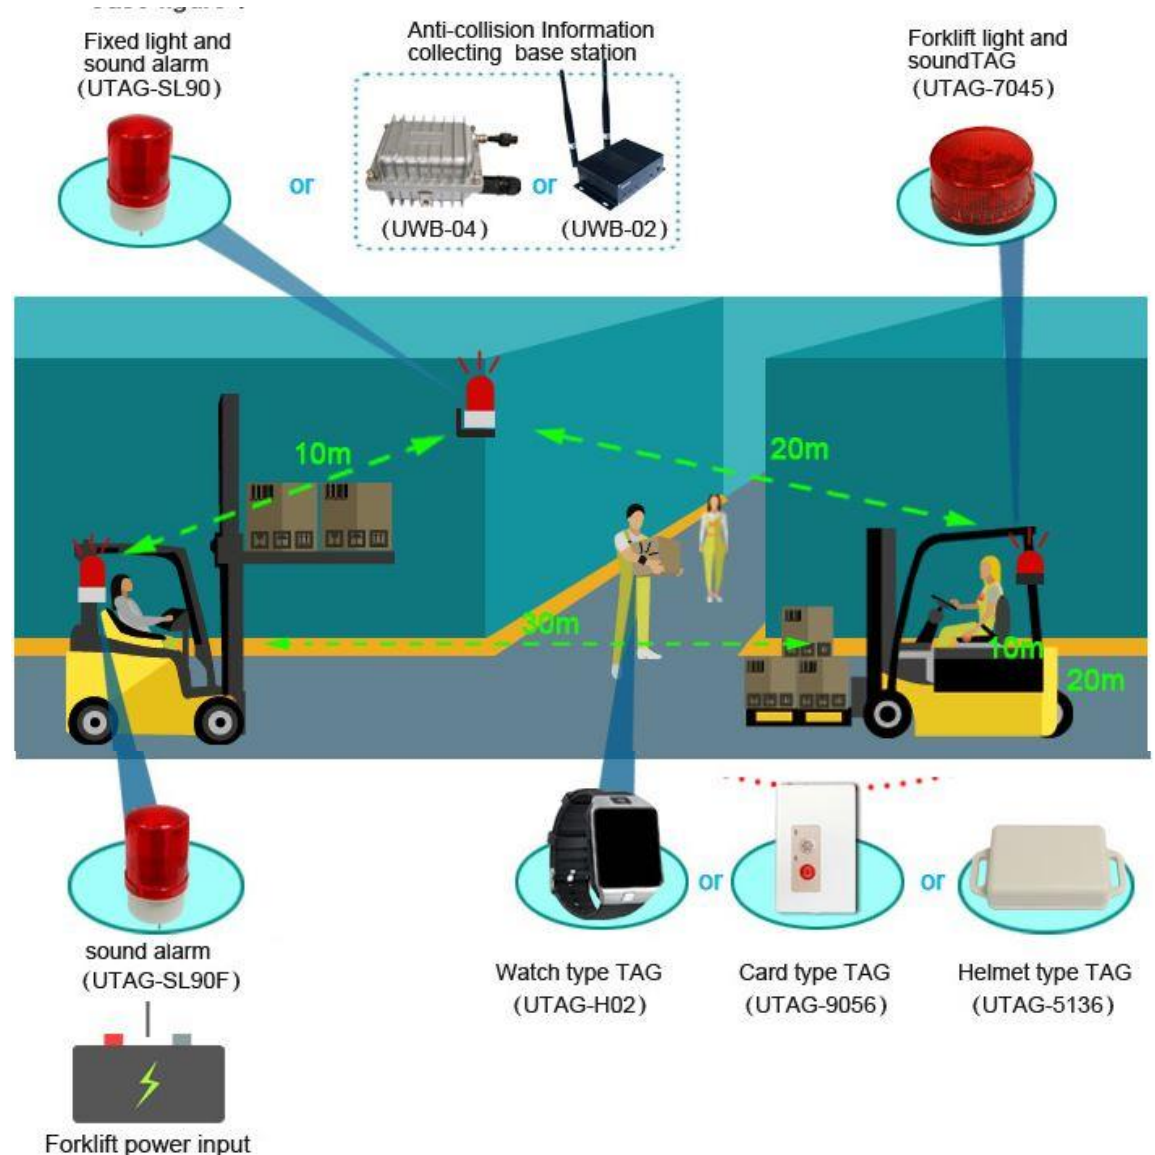 Fixed light and
sound alarm
(UTAG-SL90)
Anti-collision Information
collecting base station
Forklift light and
soundTAG
(UTAG-7045)
or
or
(UWB-04)
(UWB-02)
10m
20m
30m
10m
20m
or
or
sound alarm
(UTAG-SL90F)
Watch type TAG
(UTAG-H02)
Card type TAG
(UTAG-9056)
Helmet type TAG
(UTAG-5136)
Forklift power input